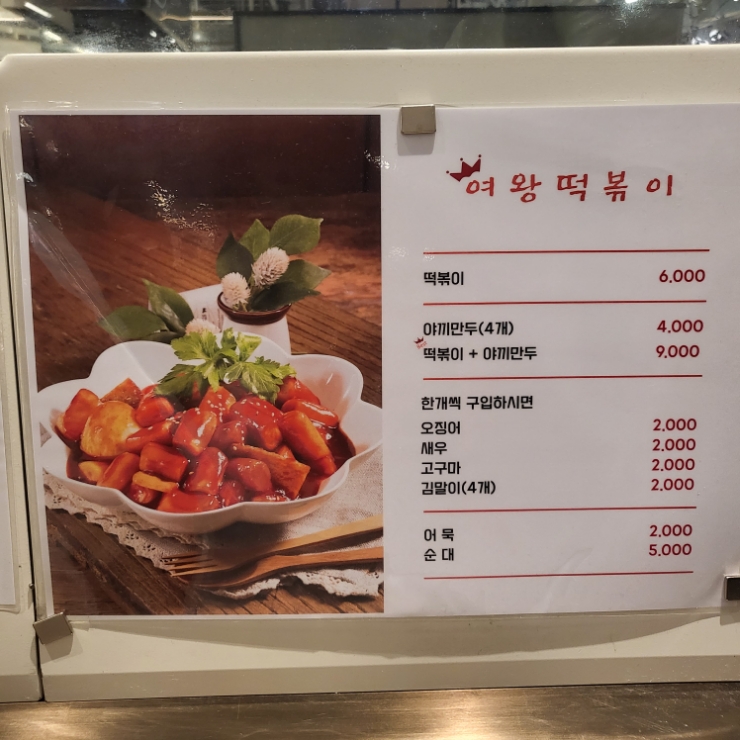 여왕떡볶이
떡볶이 6,000
야끼만두(4개) 4,000
떡볶이 + 야끼만두 9,000
한개씩 구입하시면
오징어 2,000
새우 2,000
고구마 2,000
김말이(4개) 2,000
어 묵 2,000
순 대 5,000